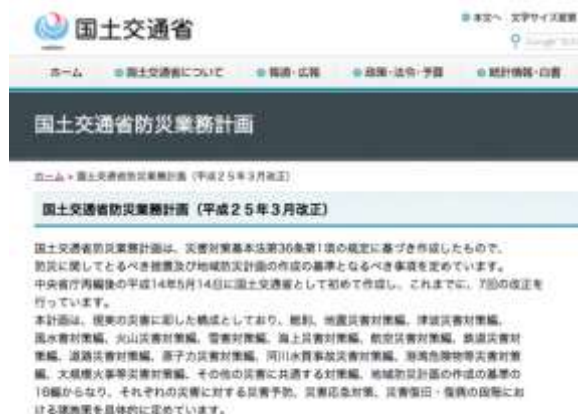 本文へ 文字サイズ変更
国土交通省
ホーム 国土交通省について 報道・広報 政策・法令・予算 統計情報・白書
国土交通省防災業務計画
ホーム > 国土交通省防災業務計画（平成２５年３月改正）
国土交通省防災業務計画（平成２５年３月改正）
国土交通省防災業務計画は、災害対策基本法第36条第1項の規定に基づき作成したもので、
防災に関してとるべき措置及び地域防災計画の作成の基準となるべき事項を定めています。
中央省庁再編後の平成14年5月14日に国土交通省として初めて作成し、これまでに、7回の改正を
行っています。
本計画は、現実の災害に即した構成としており、総則、地震災害対策編、津波災害対策編、
風水害対策編、火山災害対策編、雪害対策編、海上災害対策編、航空災害対策編、鉄道災害対
策編、道路災害対策編、原子力災害対策編、河川水質事故災害対策編、港湾危険物等災害対策
編、大規模火事等災害対策編、その他の災害に共通する対策編、地域防災計画の作成の基準の
16編からなり、それぞれの災害に対する災害予防、災害応急対策、災害復旧・復興の段階にお
ける諸施策を具体的に定めています。